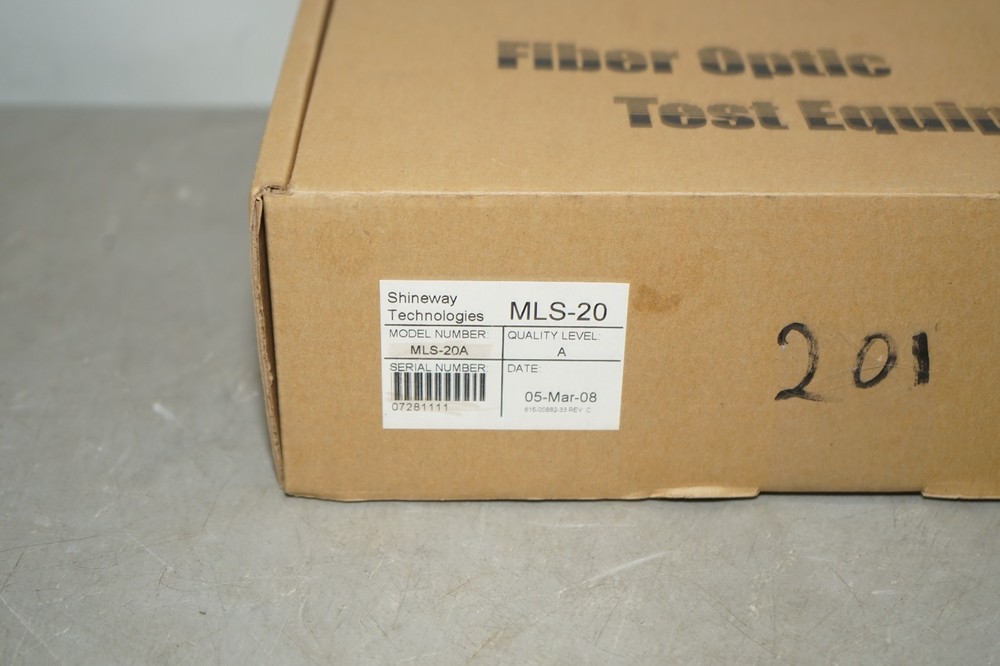 Fiber Optic
Test Equip
Shineway
Technologies
MLS-20
MODEL NUMBER:
MLS-20A
QUALITY LEVEL:
A
SERIAL NUMBER
07281111
DATE:
05-Mar-08
201